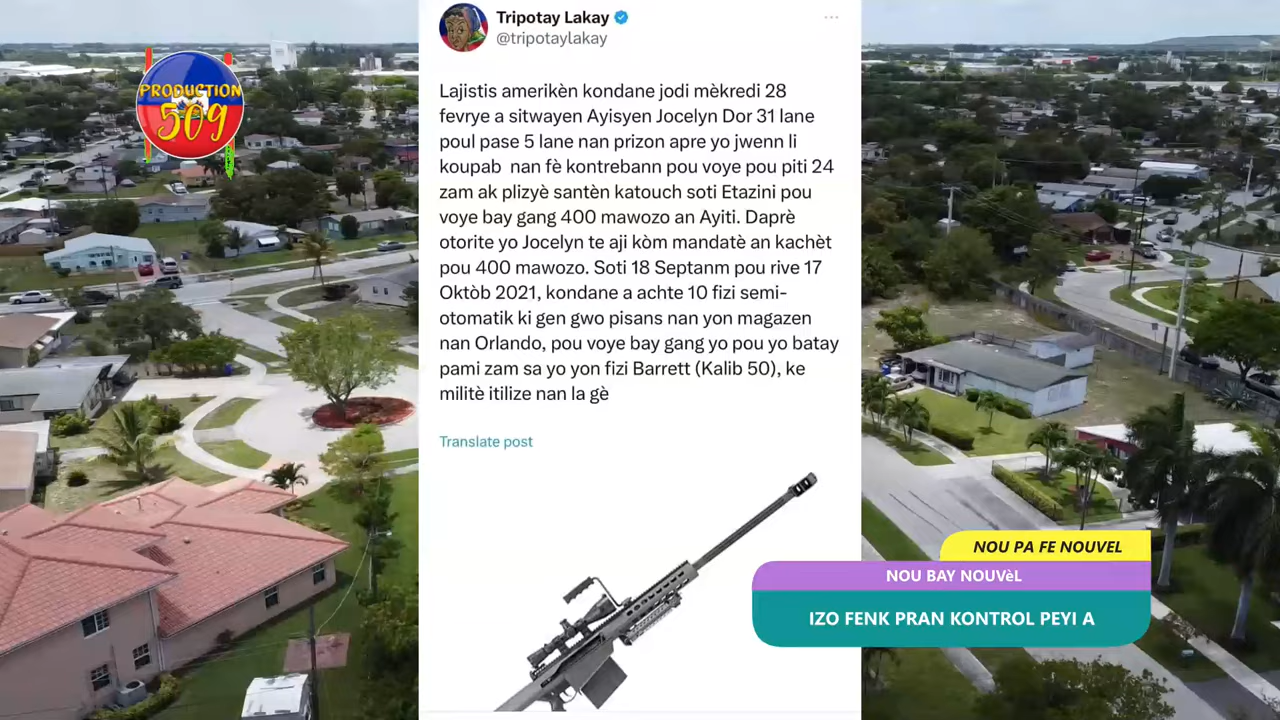 PRODUCTION
509
Tripotay Lakay
@tripotaylakay
Lajistis amerikèn kondane jodi mèkredi 28
fevrye a sitwayen Ayisyen Jocelyn Dor 31 lane
poul pase 5 lane nan prizon apre yo jwenn li
koupab nan fè kontrebann pou voye pou piti 24
zam ak plizyè santèn katouch soti Etazini pou
voye bay gang 400 mawozo an Ayiti. Daprè
otorite yo Jocelyn te aji kòm mandatè an kachèt
pou 400 mawozo. Soti 18 Septanm pou rive 17
Oktòb 2021, kondane a achte 10 fizi semi-
otomatik ki gen gwo pisans nan yon magazen
nan Orlando, pou voye bay gang yo pou yo batay
pami zam sa yo yon fizi Barrett (Kalib 50), ke
militè itilize nan la gè
Translate post
NOU PA FE NOUVEL
NOU BAY NOUVèL
IZO FENK PRAN KONTROL PEYI A